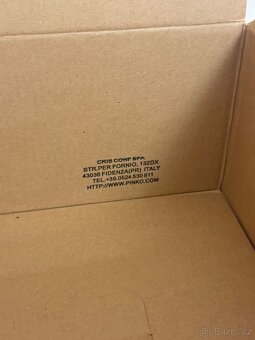 CRIS CONF SPA
STR.PER FORNIO, 132DX
43036 FIDENZA(PR) ITALY
TEL.+39.0524 530 611
HTTP://WWW.PINKO.COM
sbazos.cz